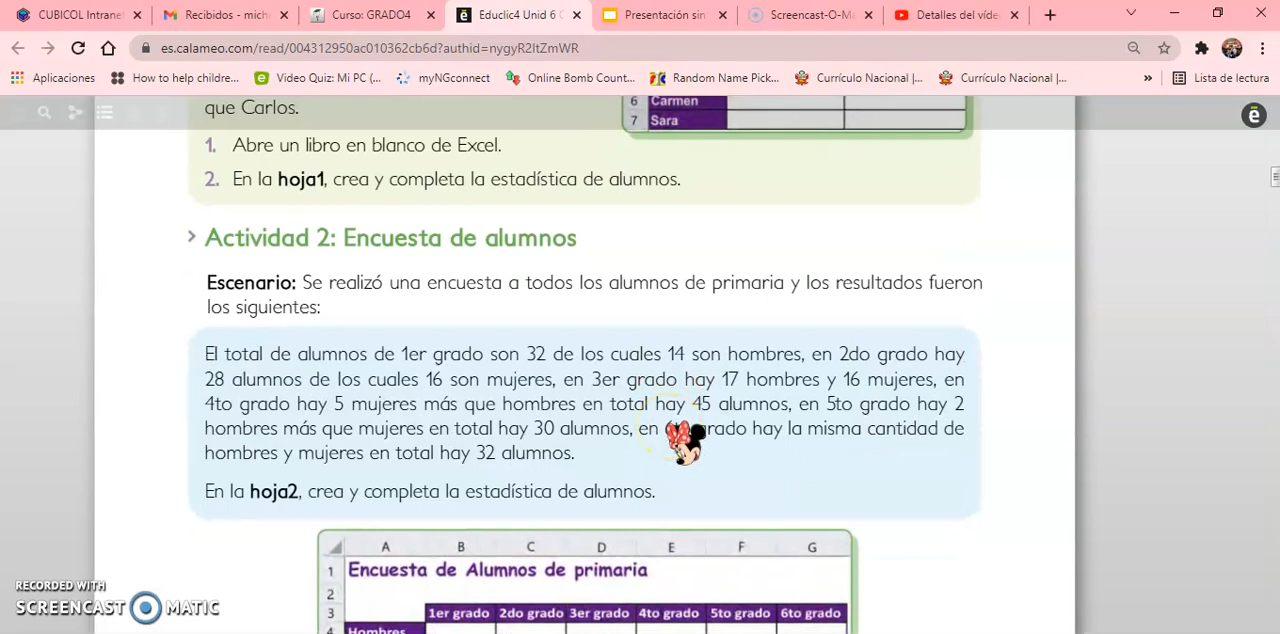 CUBICOL Intranet
Recibidos - mich
Curso: GRADO4
Educlic4 Unid 6 C
Presentación sin
Screencast-O-Ma
Detalles del víde
es.calameo.com/read/004312950ac010362cb6d?authid=nygyR2ItZmWR
Aplicaciones
How to help childre...
Video Quiz: Mi PC (...
myNGconnect
Online Bomb Count...
Random Name Pick...
Currículo Nacional |...
Currículo Nacional |...
»
Lista de lectura
que Carlos.
6 Carmen
7 Sara
1. Abre un libro en blanco de Excel.
2. En la hoja1, crea y completa la estadística de alumnos.
> Actividad 2: Encuesta de alumnos
Escenario: Se realizó una encuesta a todos los alumnos de primaria y los resultados fueron
los siguientes:
El total de alumnos de 1er grado son 32 de los cuales 14 son hombres, en 2do grado hay
28 alumnos de los cuales 16 son mujeres, en 3er grado hay 17 hombres y 16 mujeres, en
4to grado hay 5 mujeres más que hombres en total hay 45 alumnos, en 5to grado hay 2
hombres más que mujeres en total hay 30 alumnos, en grado hay la misma cantidad de
hombres y mujeres en total hay 32 alumnos.
En la hoja2, crea y completa la estadística de alumnos.
A B C D E F G
1 Encuesta de Alumnos de primaria
2
3 1er grado 2do grado 3er grado 4to grado 5to grado 6to grado
4 Hombres
RECORDED WITH
SCREENCAST MATIC